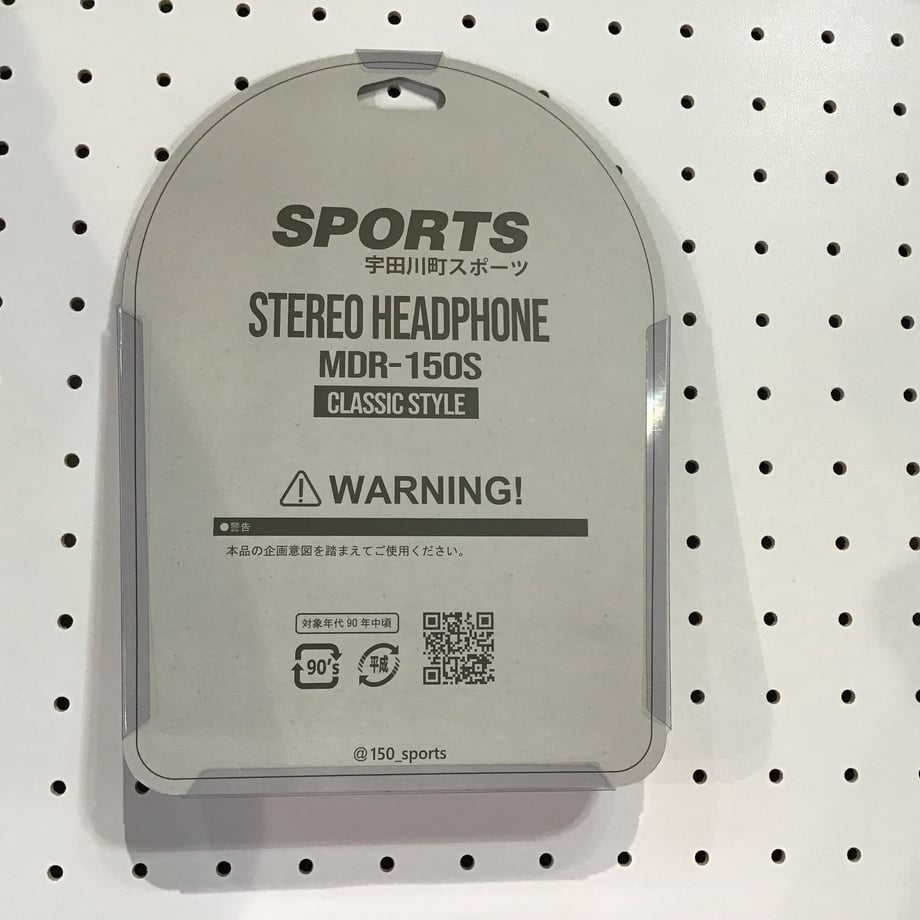 SPORTS
宇田川町スポーツ
STEREO HEADPHONE
MDR-150S
CLASSIC STYLE
WARNING!
●警告
本品の企画意図を踏まえてご使用ください。
対象年代90年中頃
90's
平成
@150_sports